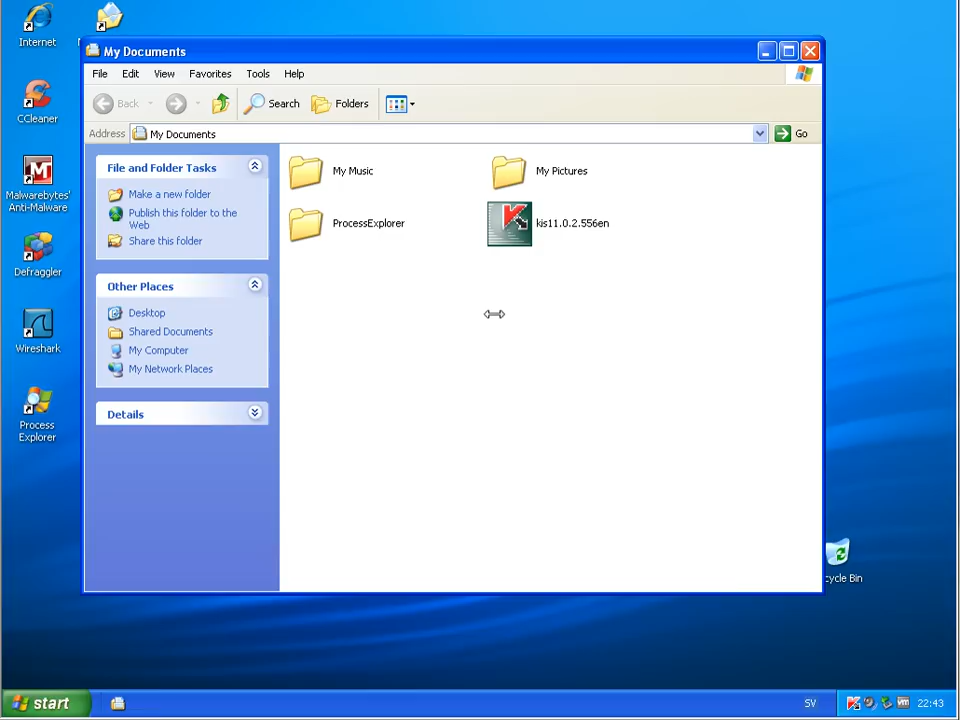 Internet
CCleaner
Malwarebytes'
Anti-Malware
Defraggler
Wireshark
Process
Explorer
My Documents
File Edit View Favorites Tools Help
Back Search Folders
Address My Documents Go
File and Folder Tasks
Make a new folder
Publish this folder to the
Web
Share this folder
Other Places
Desktop
Shared Documents
My Computer
My Network Places
Details
My Music
My Pictures
ProcessExplorer
kis11.0.2.556en
cycle Bin
start
SV
22:43